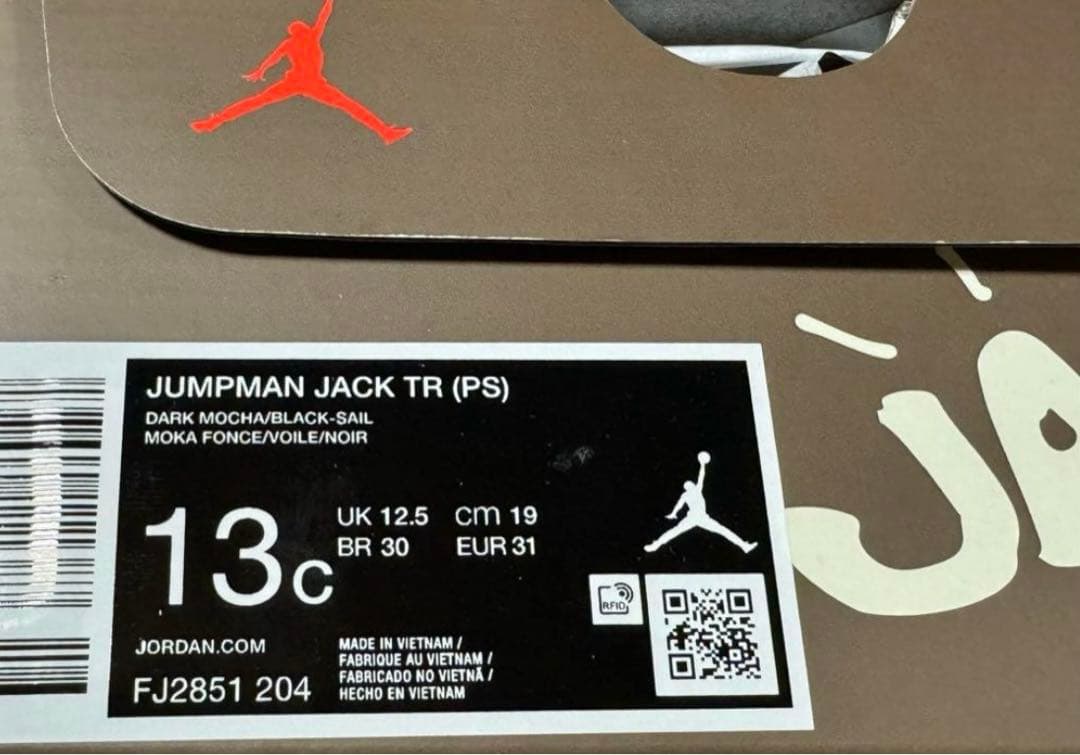 JUMPMAN JACK TR (PS)
DARK MOCHA/BLACK-SAIL
MOKA FONCE/VOILE/NOIR
13c
UK 12.5 cm 19
BR 30 EUR 31
RFID
JORDAN.COM
FJ2851 204
MADE IN VIETNAM /
FABRIQUE AU VIETNAM /
FABRICADO NO VIETNÃ /
HECHO EN VIETNAM
JA